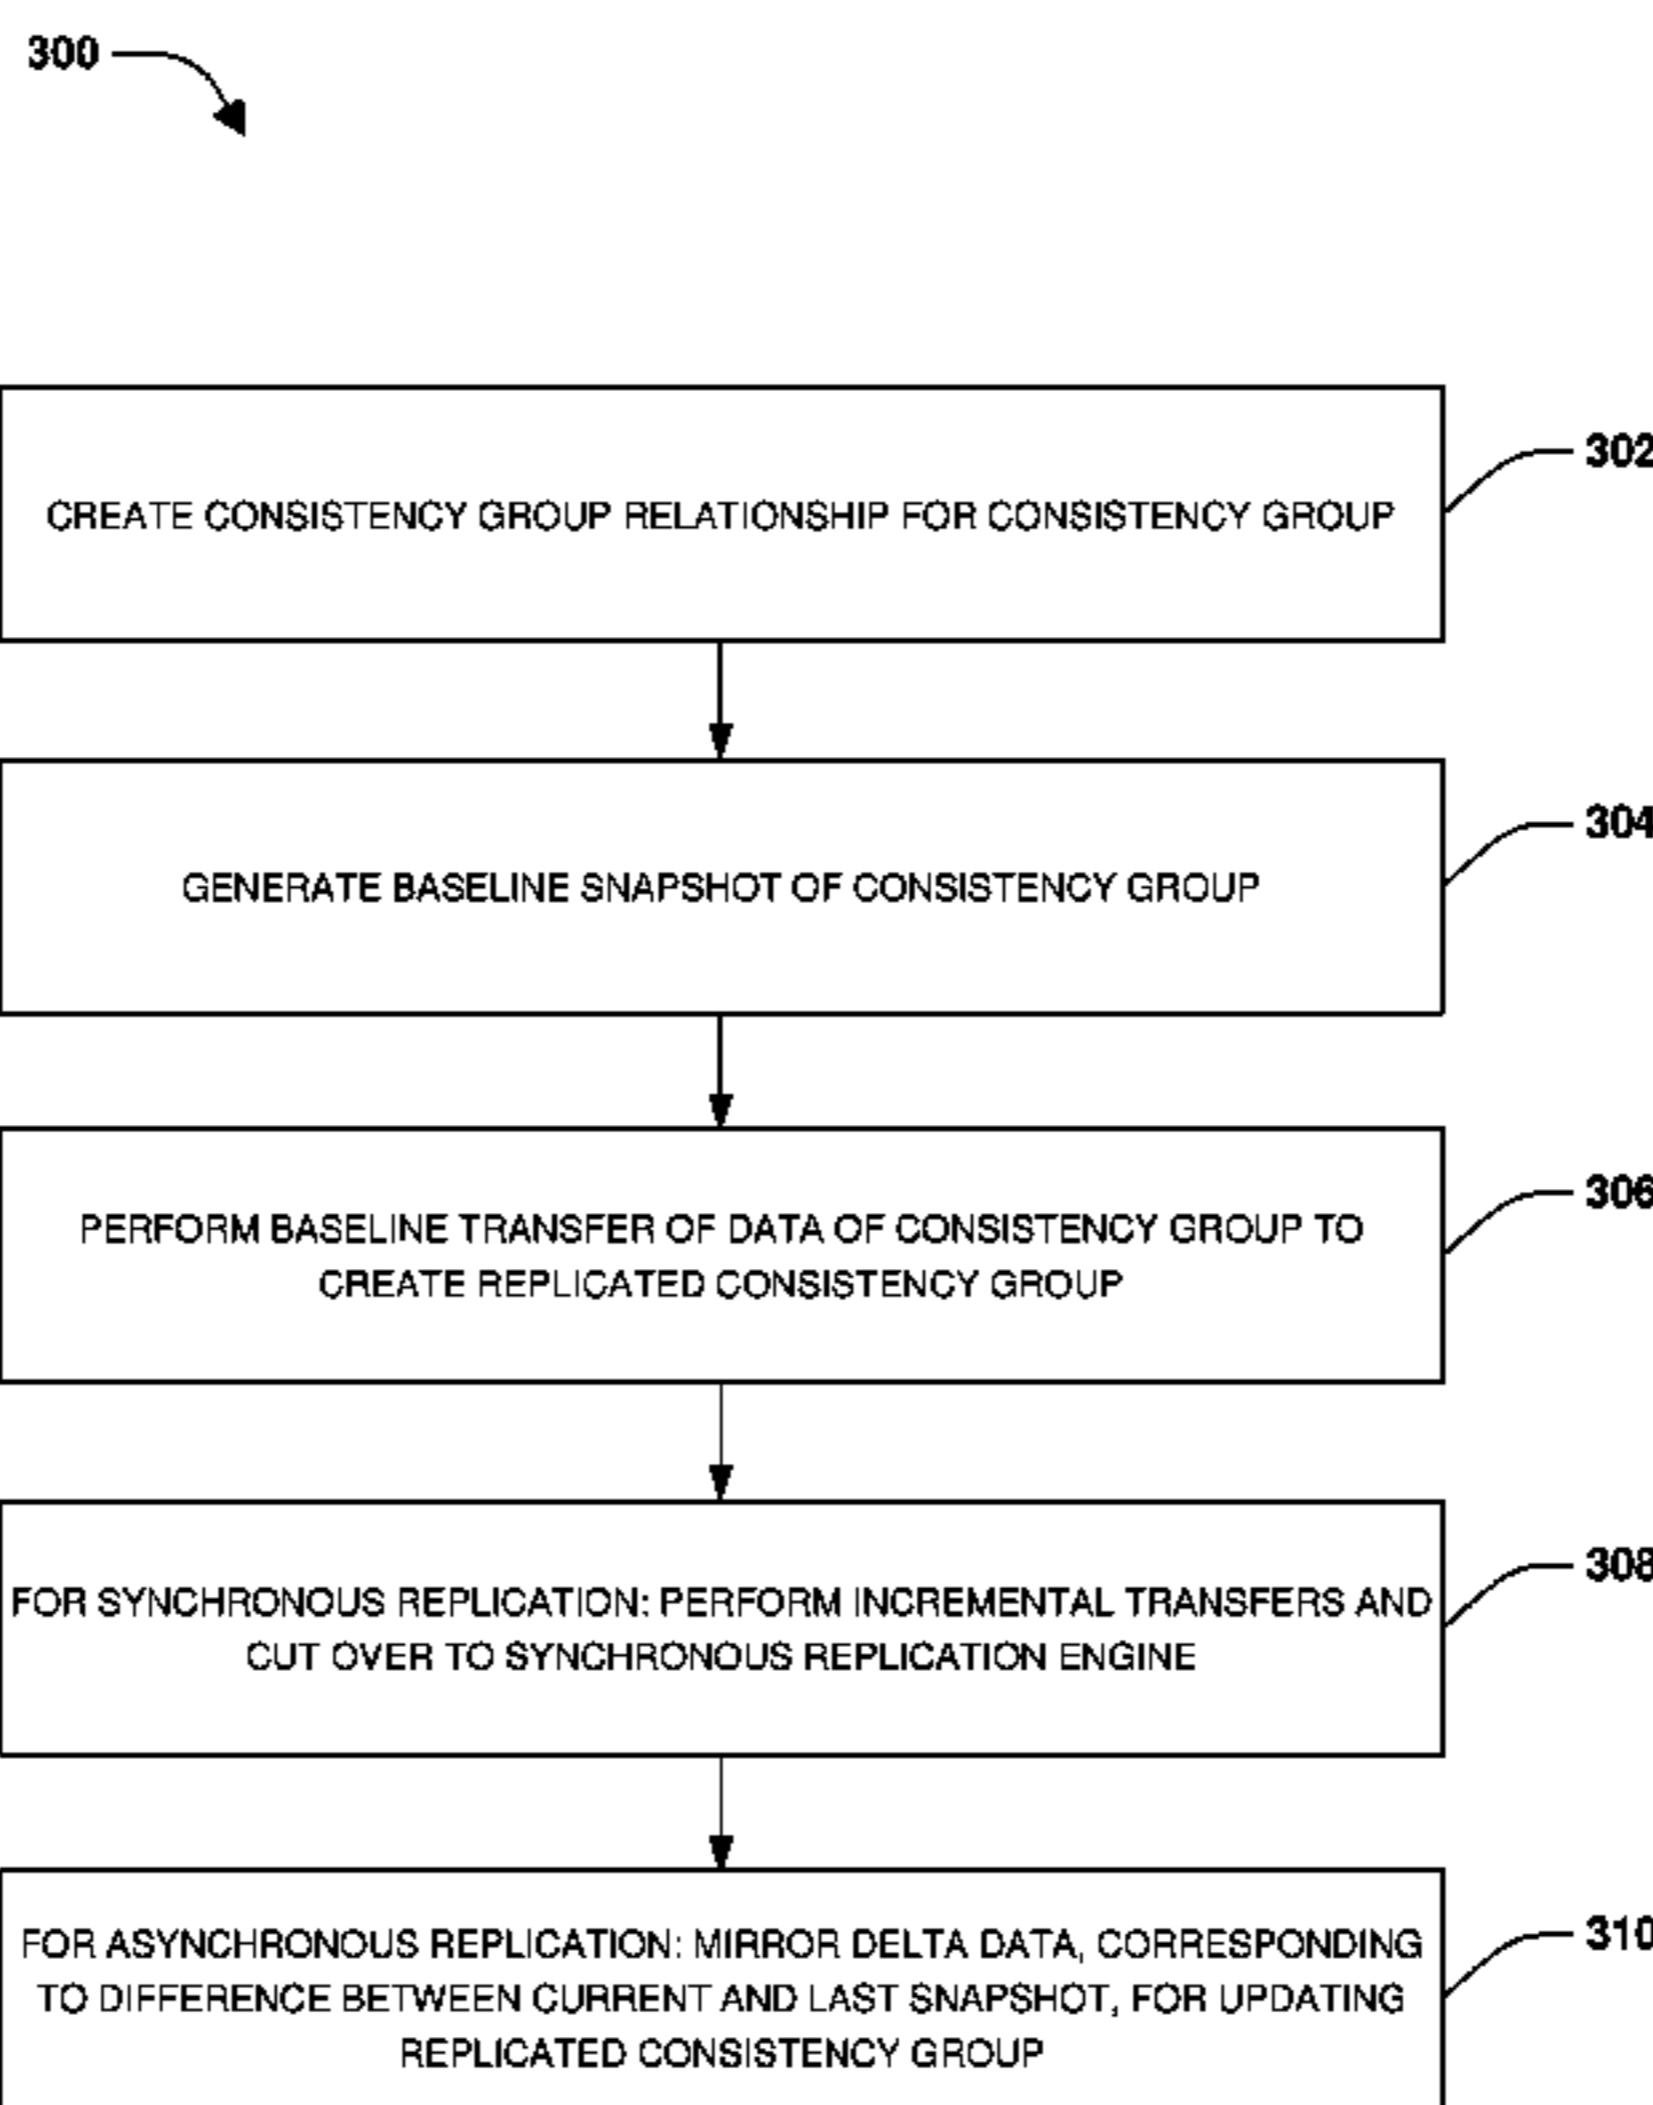 300
302
CREATE CONSISTENCY GROUP RELATIONSHIP FOR CONSISTENCY GROUP
304
GENERATE BASELINE SNAPSHOT OF CONSISTENCY GROUP
306
PERFORM BASELINE TRANSFER OF DATA OF CONSISTENCY GROUP TO
CREATE REPLICATED CONSISTENCY GROUP
308
FOR SYNCHRONOUS REPLICATION: PERFORM INCREMENTAL TRANSFERS AND
CUT OVER TO SYNCHRONOUS REPLICATION ENGINE
310
FOR ASYNCHRONOUS REPLICATION: MIRROR DELTA DATA, CORRESPONDING
TO DIFFERENCE BETWEEN CURRENT AND LAST SNAPSHOT, FOR UPDATING
REPLICATED CONSISTENCY GROUP